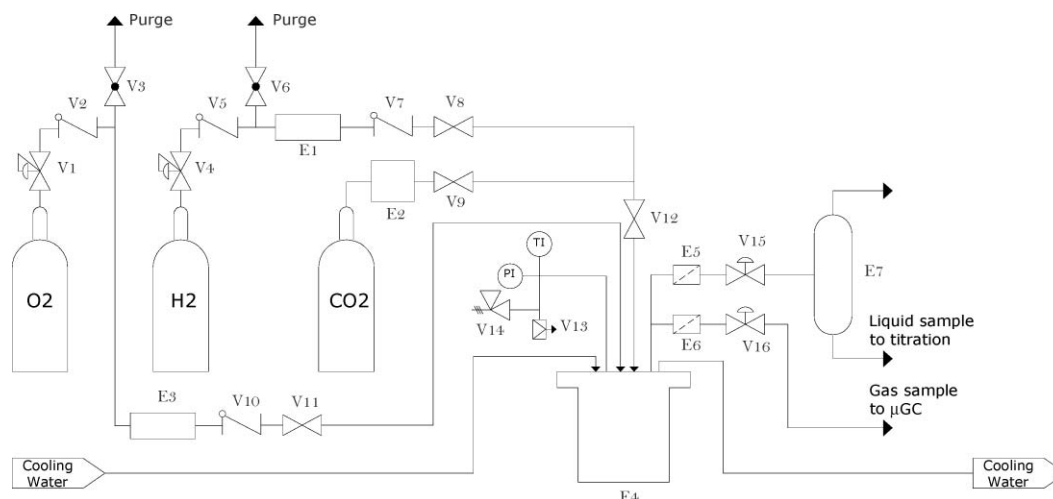 Purge
Purge
V3
V6
V2
V5
V7
V8
V1
V4
E1
E2
V9
V12
TI
PI
E5
V15
E7
O2
H2
CO2
V14
V13
E6
V16
Liquid sample
to titration
E3
V10
V11
Gas sample
to μGC
Cooling
Water
Cooling
Water
E4